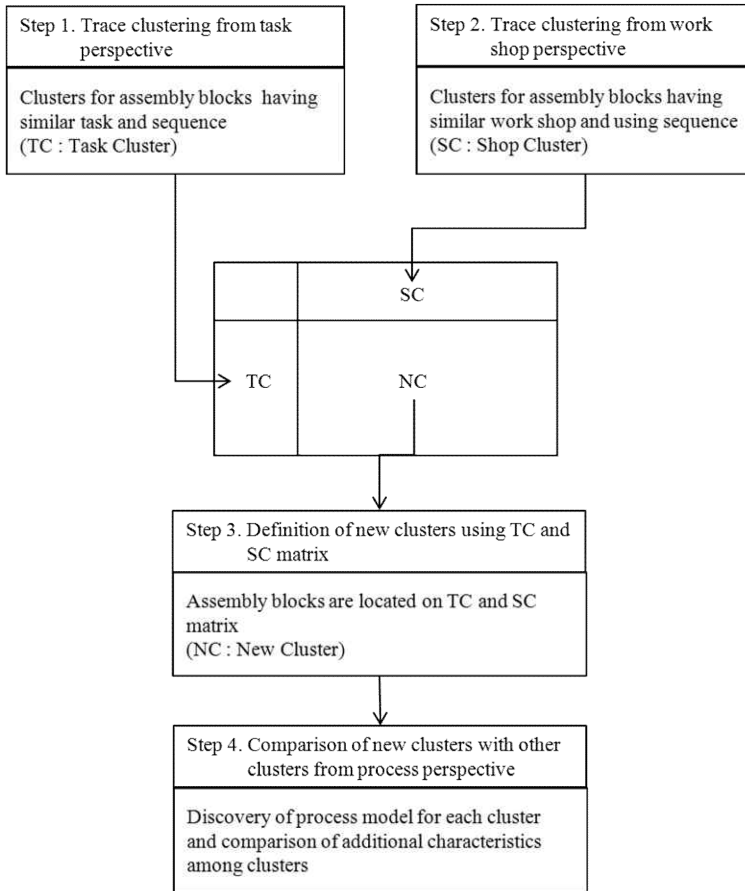 Step 1. Trace clustering from task
perspective
Clusters for assembly blocks having
similar task and sequence
(TC : Task Cluster)
Step 2. Trace clustering from work
shop perspective
Clusters for assembly blocks having
similar work shop and using sequence
(SC : Shop Cluster)
SC
TC
NC
Step 3. Definition of new clusters using TC and
SC matrix
Assembly blocks are located on TC and SC
matrix
(NC : New Cluster)
Step 4. Comparison of new clusters with other
clusters from process perspective
Discovery of process model for each cluster
and comparison of additional characteristics
among clusters